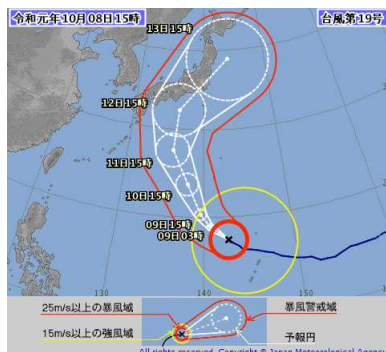 令和元年10月08日15時
台風第19号
13日15時
12日15時
11日15時
10日15時
09日15時
09日03時
140
150
25m/s以上の暴風域
暴風警戒域
15m/s以上の強風域
予報円
All rights reserved. Copyright © Japan Meteorological Agency